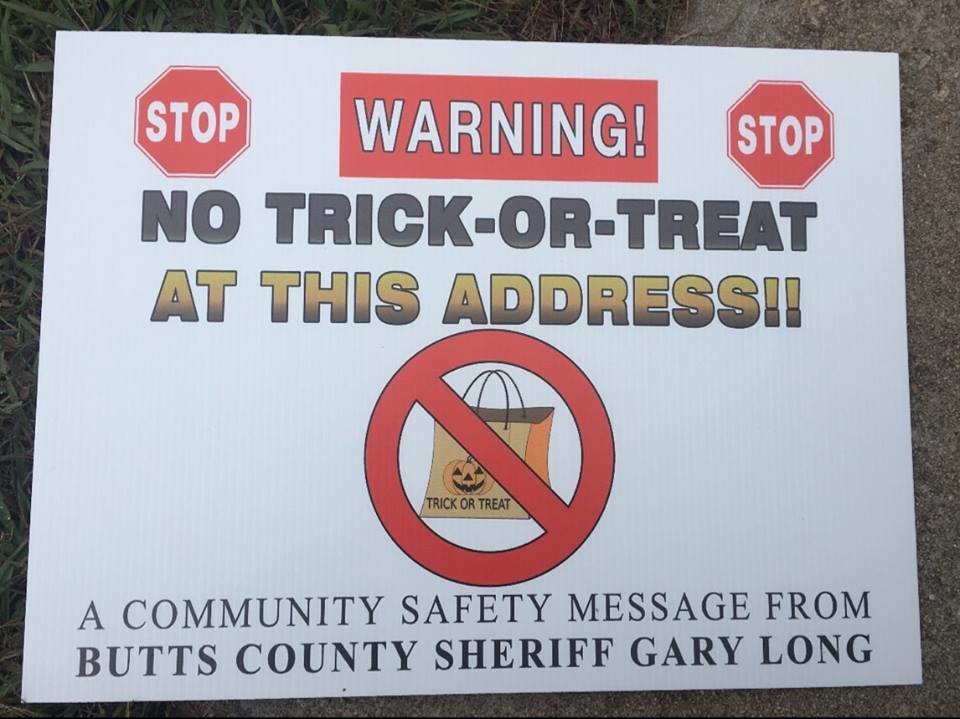 STOP WARNING! STOP
NO TRICK-OR-TREAT
AT THIS ADDRESS!!
TRICK OR TREAT
A COMMUNITY SAFETY MESSAGE FROM
BUTTS COUNTY SHERIFF GARY LONG